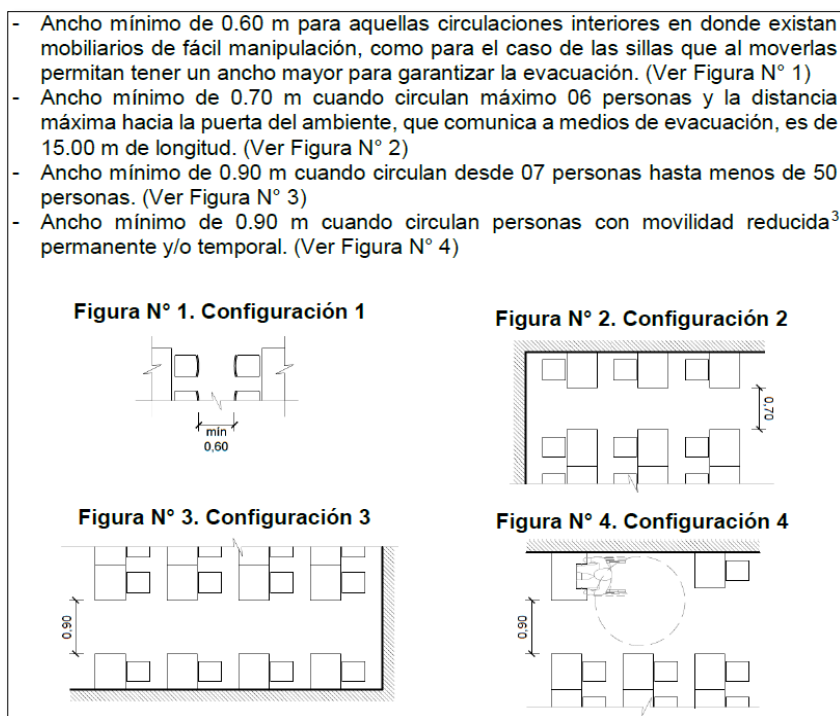 - Ancho mínimo de 0.60 m para aquellas circulaciones interiores en donde existan
mobiliarios de fácil manipulación, como para el caso de las sillas que al moverlas
permitan tener un ancho mayor para garantizar la evacuación. (Ver Figura N° 1)
- Ancho mínimo de 0.70 m cuando circulan máximo 06 personas y la distancia
máxima hacia la puerta del ambiente, que comunica a medios de evacuación, es de
15.00 m de longitud. (Ver Figura N° 2)
- Ancho mínimo de 0.90 m cuando circulan desde 07 personas hasta menos de 50
personas. (Ver Figura N° 3)
- Ancho mínimo de 0.90 m cuando circulan personas con movilidad reducida³
permanente y/o temporal. (Ver Figura N° 4)
Figura N° 1. Configuración 1
min
0,60
Figura N° 2. Configuración 2
0,70
Figura N° 3. Configuración 3
0,90
Figura N° 4. Configuración 4
0,90